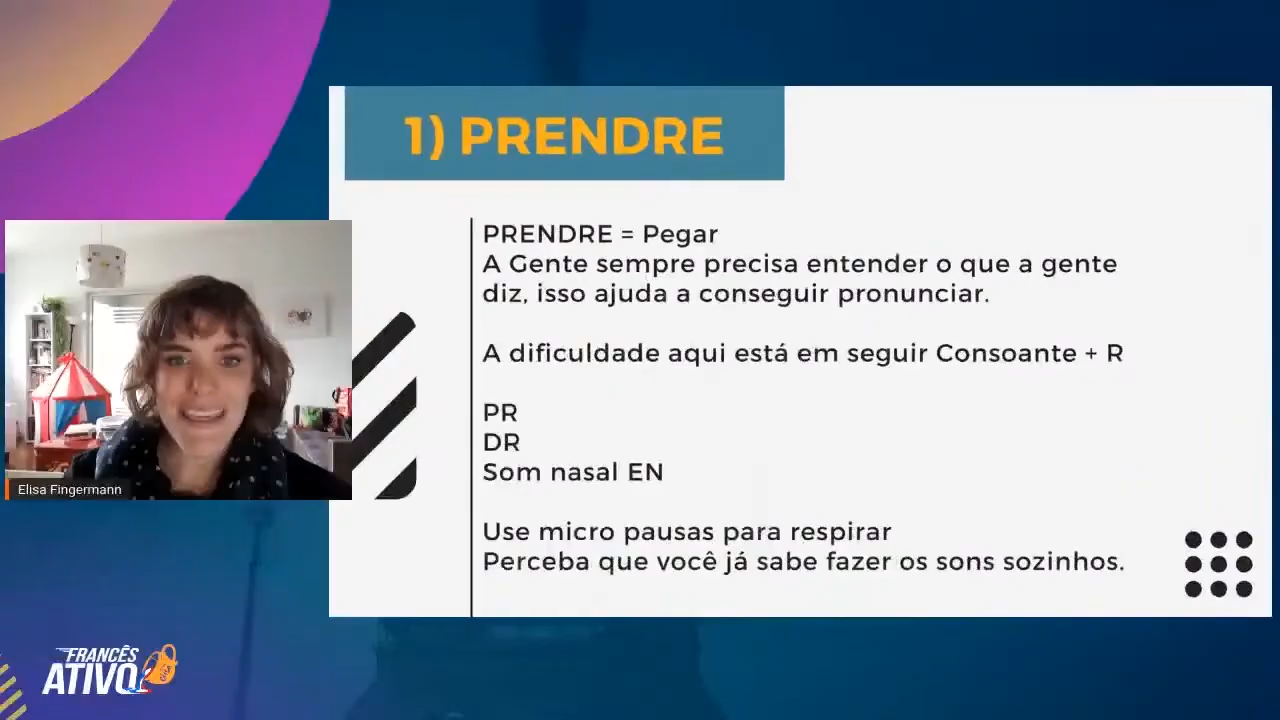 1) PRENDRE
PRENDRE = Pegar
A Gente sempre precisa entender o que a gente
diz, isso ajuda a conseguir pronunciar.
A dificuldade aqui está em seguir Consoante + R
PR
DR
Som nasal EN
Use micro pausas para respirar
Perceba que você já sabe fazer os sons sozinhos.
Elisa Fingermann
FRANCÊS
ATIVO